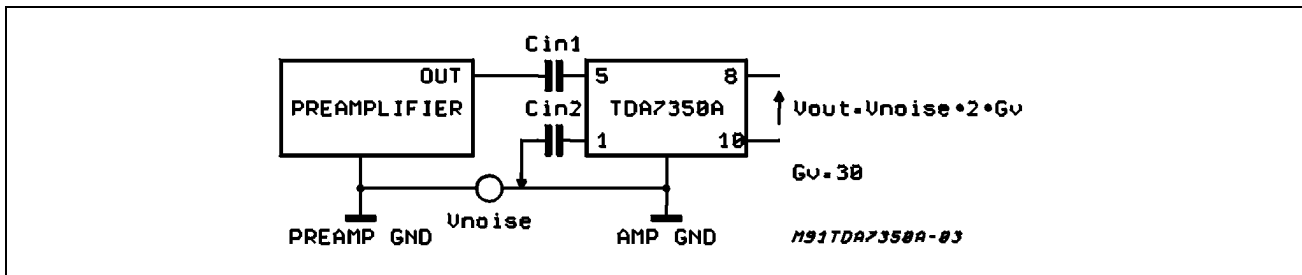 Cin1
OUT
5
8
PREAMPLIFIER
Cin2
TDA7350A
Vout=Vnoise*2*Gv
1
10
Gv=30
Vnoise
PREAMP GND
AMP GND
M91TDA7350A-03